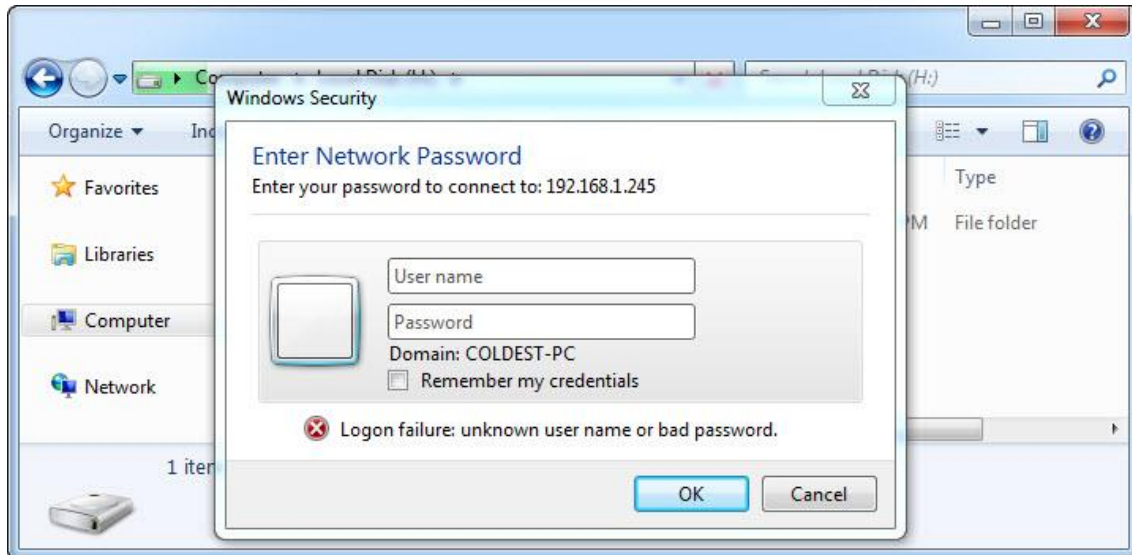 (H:)
Windows Security
Organize
Enter Network Password
Enter your password to connect to: 192.168.1.245
Favorites
Type
PM File folder
Libraries
User name
Computer
Password
Domain: COLDEST-PC
Remember my credentials
Network
Logon failure: unknown user name or bad password.
1 item
OK Cancel